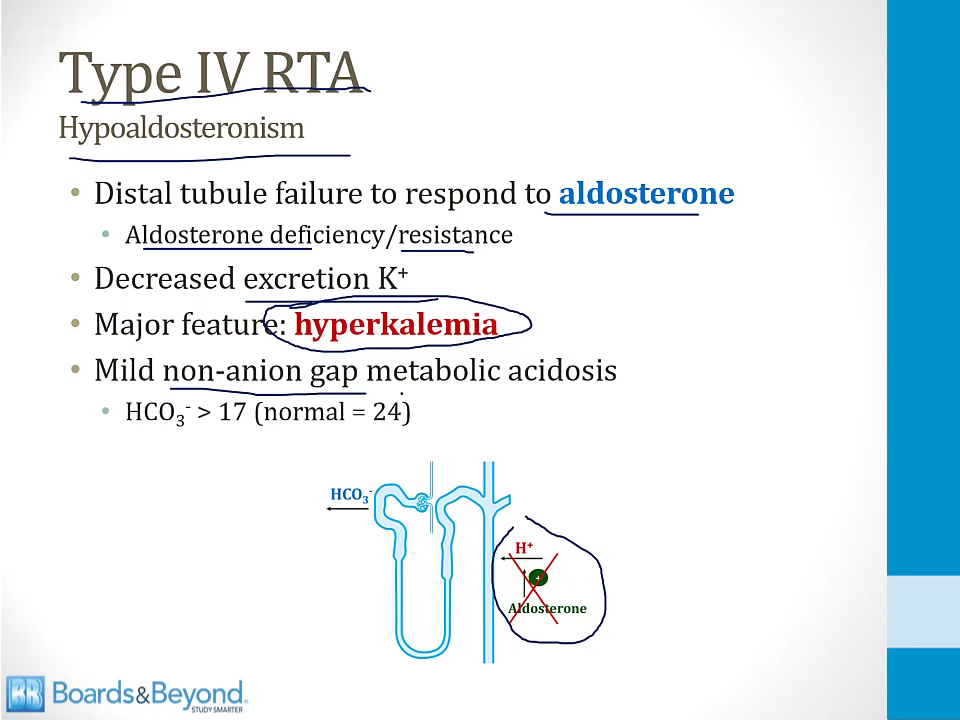 Type IV RTA
Hypoaldosteronism
• Distal tubule failure to respond to aldosterone
• Aldosterone deficiency/resistance
• Decreased excretion K⁺
• Major feature: hyperkalemia
• Mild non-anion gap metabolic acidosis
• HCO₃⁻ > 17 (normal = 24)
HCO₃⁻
H⁺
+
Aldosterone
BB Boards&Beyond.
STUDY SMARTER